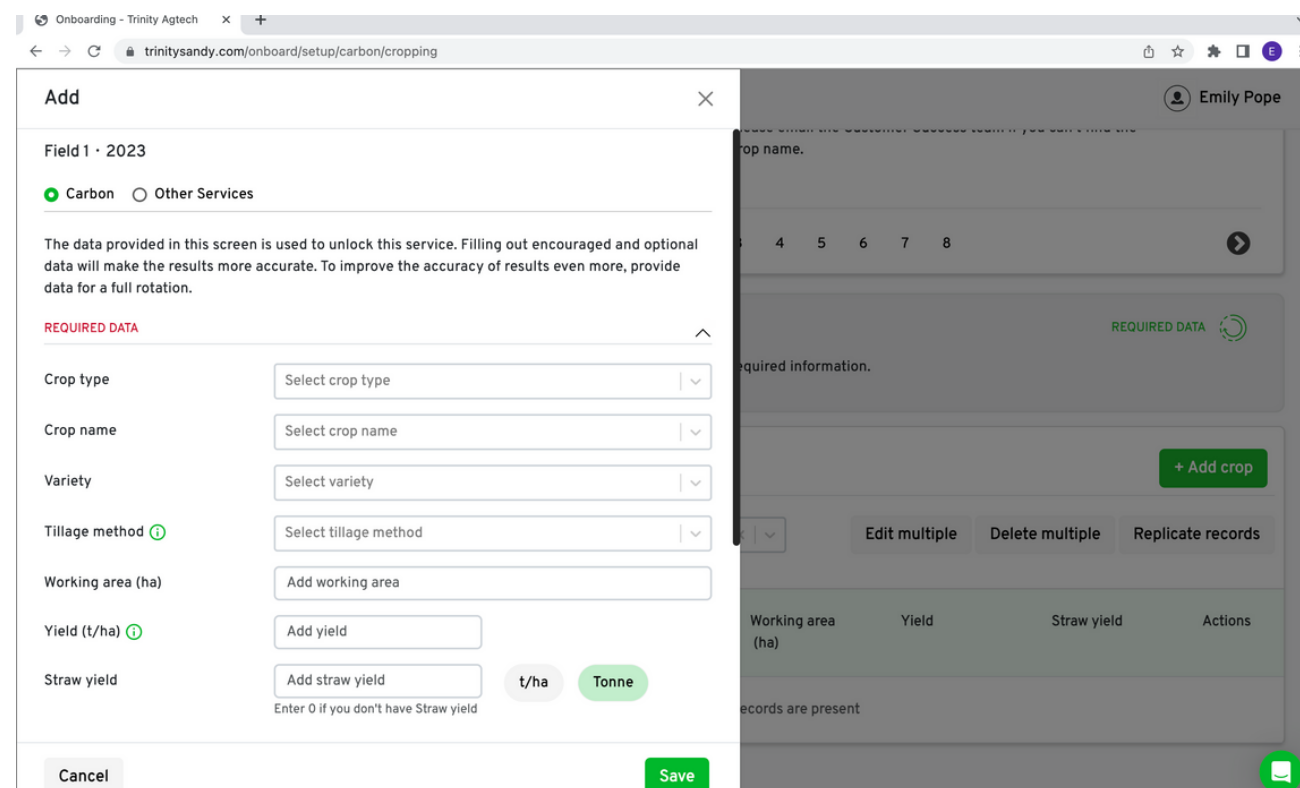 Onboarding - Trinity Agtech
trinitysandy.com/onboard/setup/carbon/cropping
E
Add
Emily Pope
Field 1 · 2023
Carbon
Other Services
The data provided in this screen is used to unlock this service. Filling out encouraged and optional
data will make the results more accurate. To improve the accuracy of results even more, provide
data for a full rotation.
REQUIRED DATA
Crop type
Select crop type
Crop name
Select crop name
Variety
Select variety
Tillage method
Select tillage method
Working area (ha)
Add working area
Yield (t/ha)
Add yield
Straw yield
Add straw yield
t/ha
Tonne
Enter 0 if you don't have Straw yield
Cancel
Save
name.
4 5 6 7 8
REQUIRED DATA
information.
+ Add crop
Edit multiple
Delete multiple
Replicate records
Working area
(ha)
Yield
Straw yield
Actions
are present